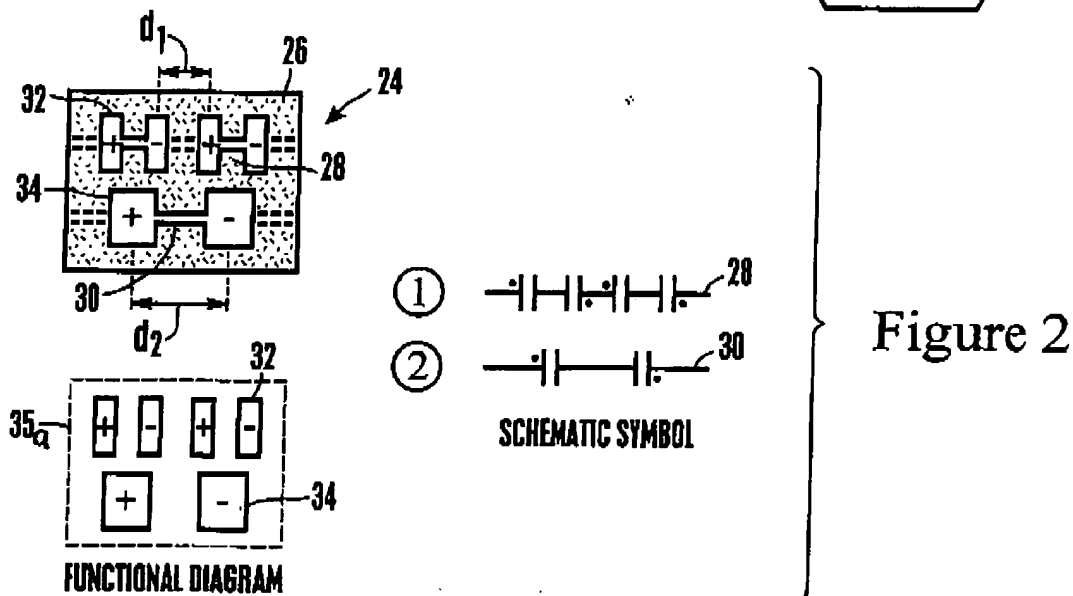 d1
26
24
32
+ - + -
28
34
+ -
30
d2
1
28
2
30
SCHEMATIC SYMBOL
Figure 2
32
35a
+ - + -
+ -
34
FUNCTIONAL DIAGRAM